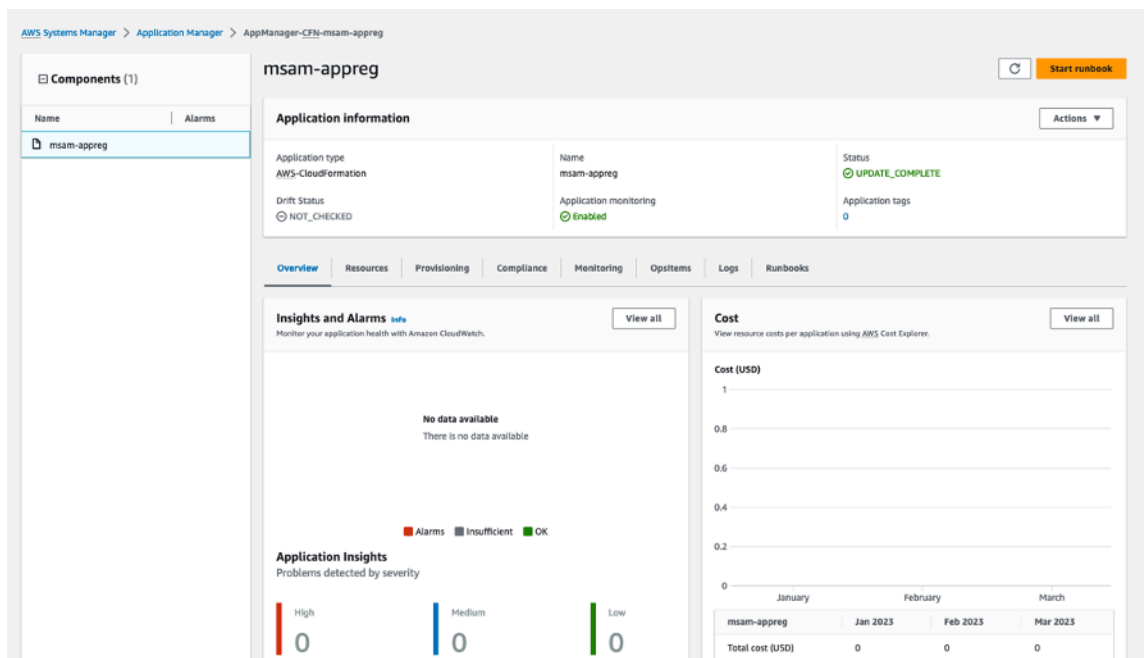 AWS Systems Manager > Application Manager > AppManager-CFN-msam-appreg
Components (1)
Name Alarms
msam-appreg
msam-appreg
Start runbook
Application information
Actions
Application type
AWS-CloudFormation
Name
msam-appreg
Status
UPDATE_COMPLETE
Drift Status
NOT_CHECKED
Application monitoring
Enabled
Application tags
0
Overview Resources Provisioning Compliance Monitoring OpsItems Logs Runbooks
Insights and Alarms Info
View all
Monitor your application health with Amazon CloudWatch.
No data available
There is no data available
Alarms Insufficient OK
Application Insights
Problems detected by severity
High Medium Low
0 0 0
Cost
View all
View resource costs per application using AWS Cost Explorer.
Cost (USD)
1
0.8
0.6
0.4
0.2
0
January February March
msam-appreg Jan 2023 Feb 2023 Mar 2023
Total cost (USD) 0 0 0